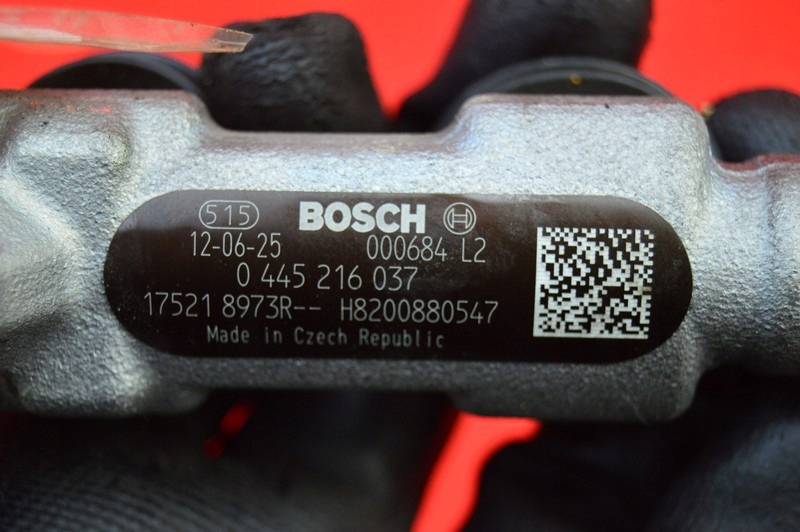 515 BOSCH
12-06-25 000684 L2
0 445 216 037
17521 8973R-- H8200880547
Made in Czech Republic